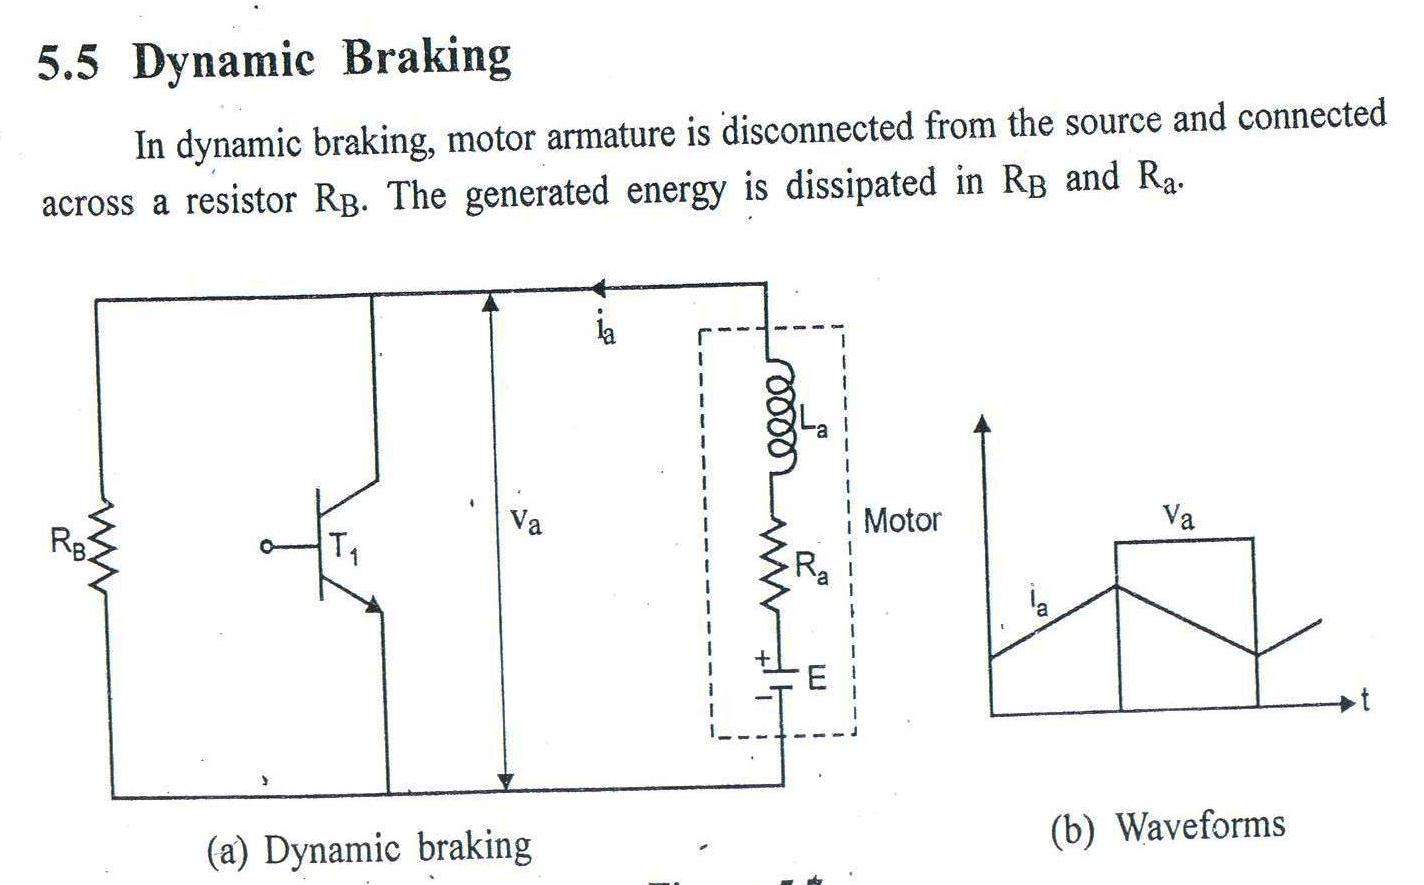 5.5 Dynamic Braking
In dynamic braking, motor armature is disconnected from the source and connected
across a resistor RB. The generated energy is dissipated in RB and Ra.
ia
La
Va
ia
RB
T1
va
Ra
Motor
+
E
−
t
(a) Dynamic braking
(b) Waveforms